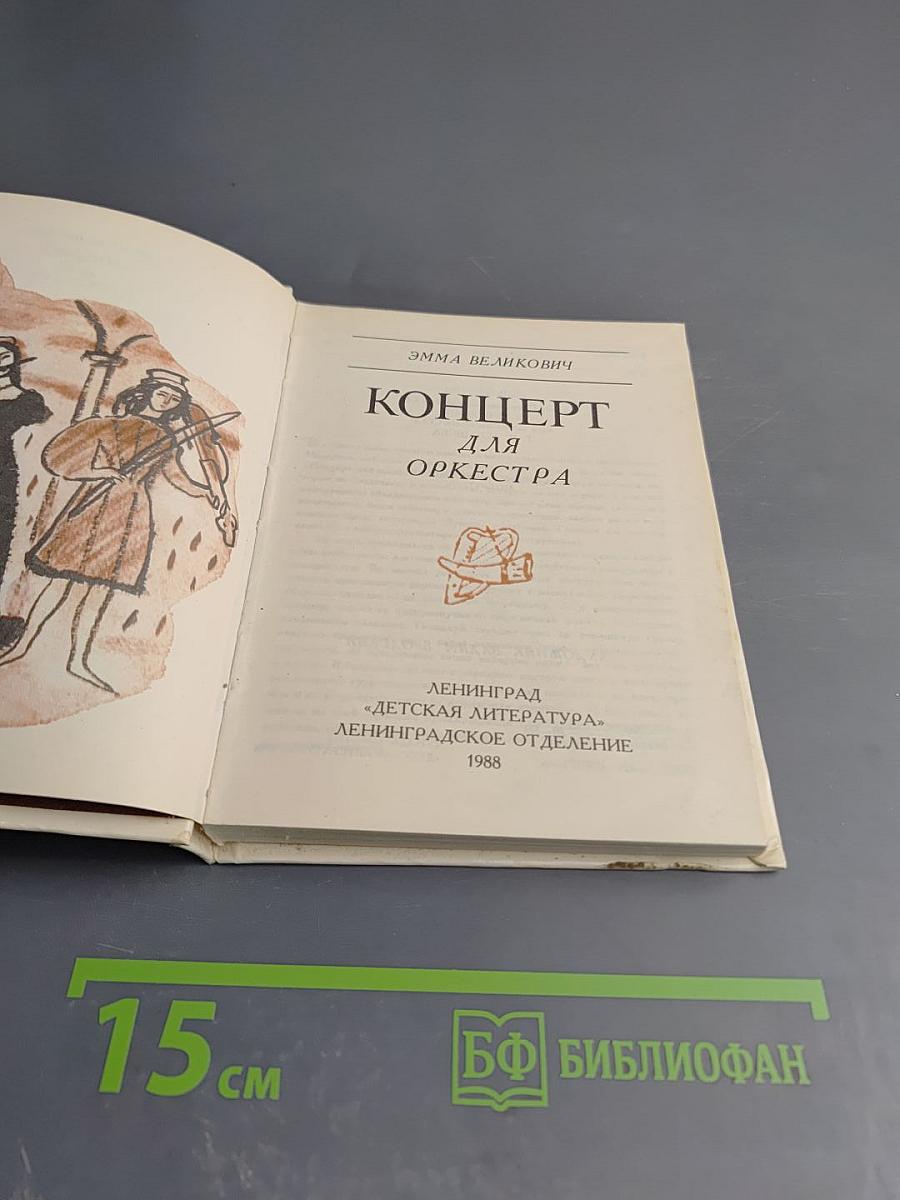 ЭММА ВЕЛИКОВИЧ
КОНЦЕРТ
ДЛЯ
ОРКЕСТРА
ЛЕНИНГРАД
«ДЕТСКАЯ ЛИТЕРАТУРА»
ЛЕНИНГРАДСКОЕ ОТДЕЛЕНИЕ
1988
15 см
БФ БИБЛИОФАН